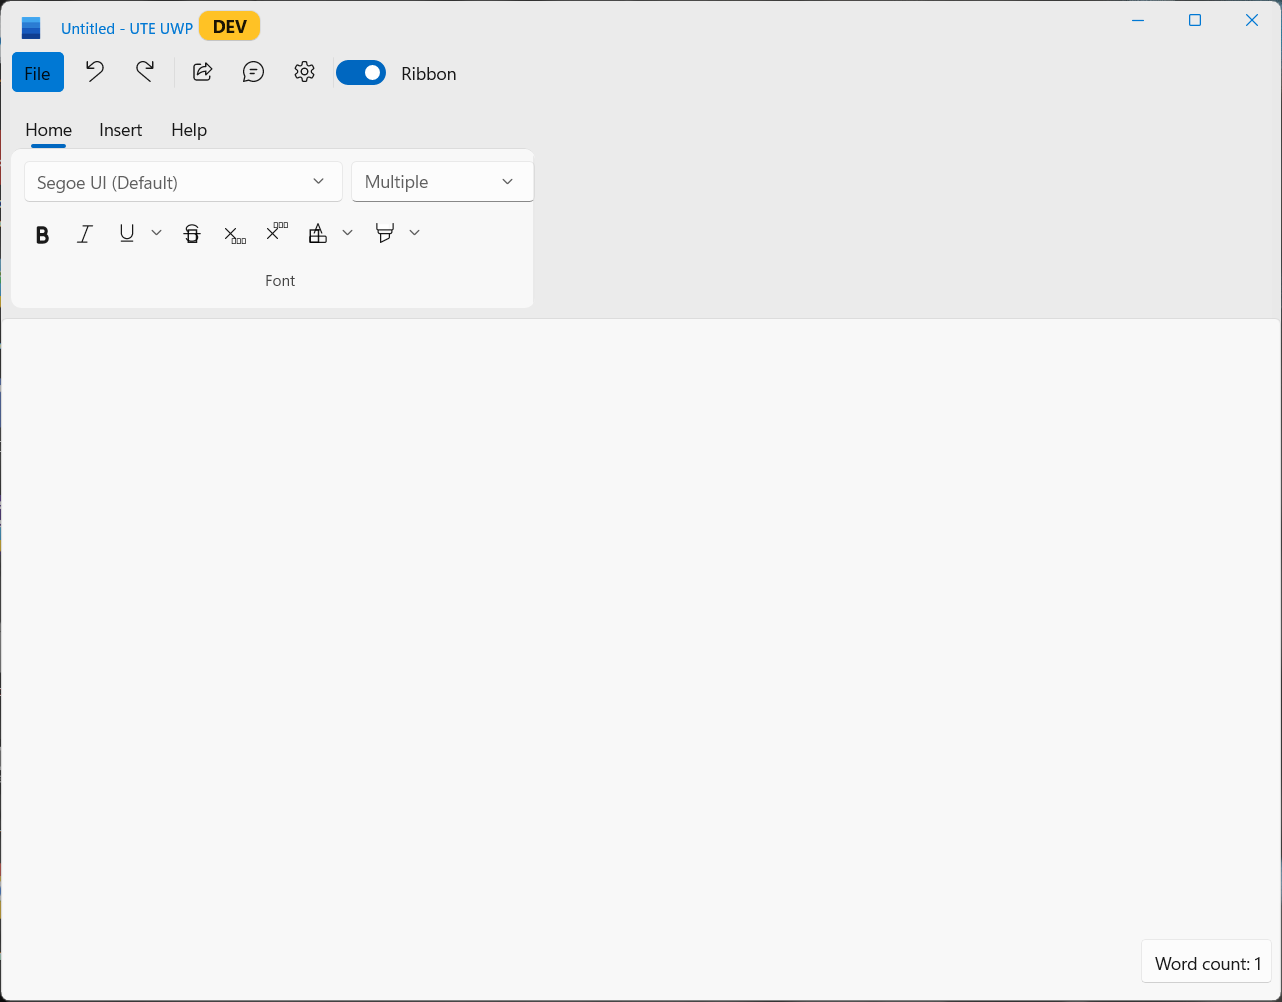 Untitled - UTE UWP DEV
File Ribbon
Home Insert Help
Segoe UI (Default) Multiple
B I U
Font
Word count: 1